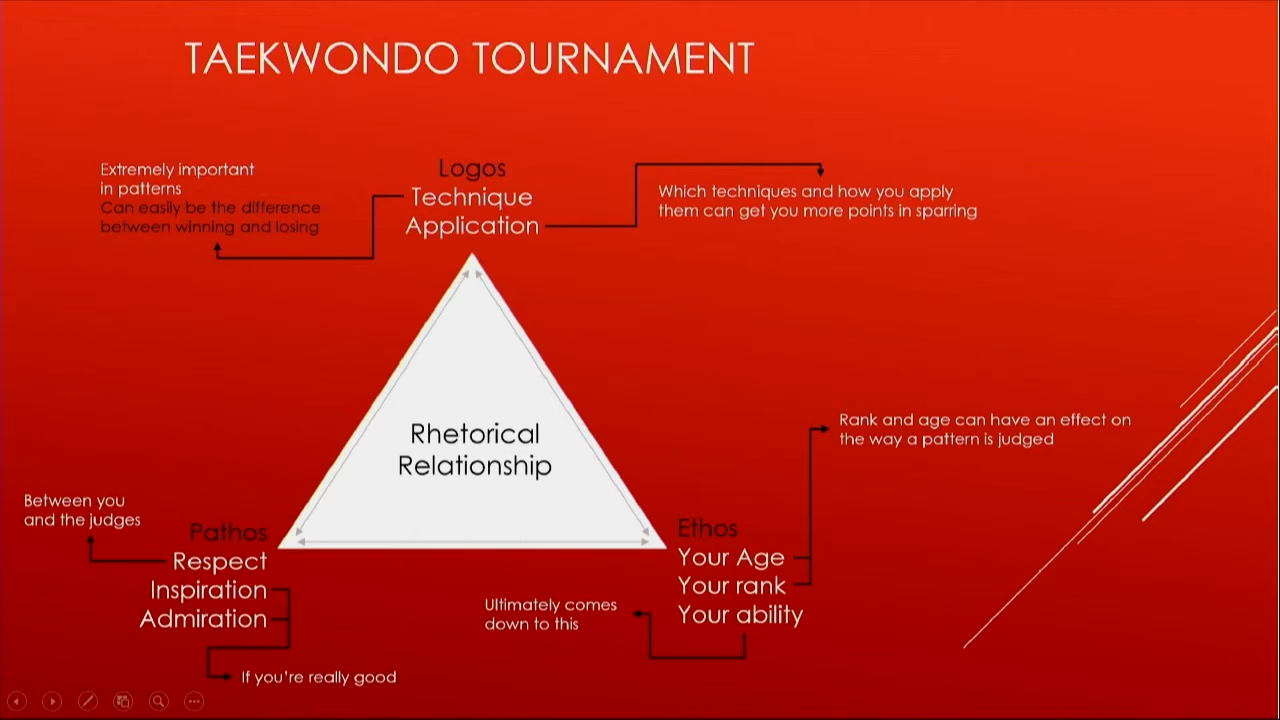 TAEKWONDO TOURNAMENT
Extremely important
in patterns
Can easily be the difference
between winning and losing
Logos
Technique
Application
Which techniques and how you apply
them can get you more points in sparring
Rhetorical
Relationship
Rank and age can have an effect on
the way a pattern is judged
Between you
and the judges
Pathos
Respect
Inspiration
Admiration
If you're really good
Ethos
Your Age
Your rank
Your ability
Ultimately comes
down to this